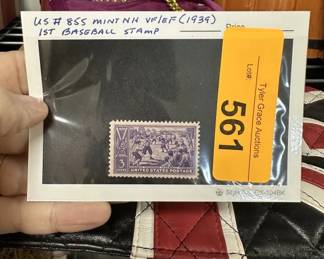 US # 855 MINT NH VF/EF (1939)
1ST BASEBALL STAMP
Price
Lot#:
561
Tyler Grace Auctions
3
UNITED STATES POSTAGE